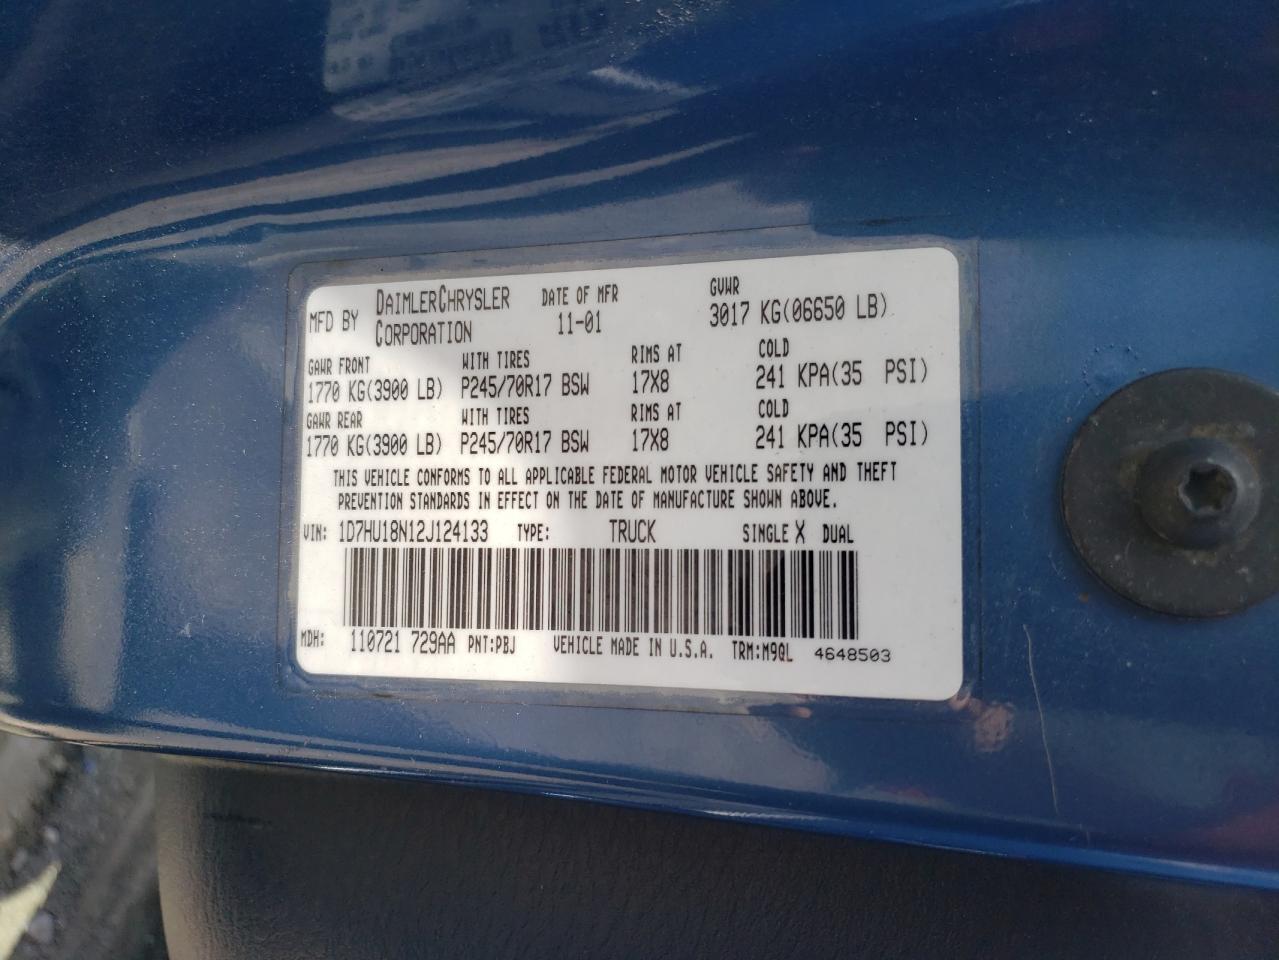 MFD BY DAIMLERCHRYSLER CORPORATION DATE OF MFR 11-01 GVWR 3017 KG(06650 LB)
GAWR FRONT WITH TIRES RIMS AT COLD
1770 KG(3900 LB) P245/70R17 BSW 17X8 241 KPA(35 PSI)
GAWR REAR WITH TIRES RIMS AT COLD
1770 KG(3900 LB) P245/70R17 BSW 17X8 241 KPA(35 PSI)
THIS VEHICLE CONFORMS TO ALL APPLICABLE FEDERAL MOTOR VEHICLE SAFETY AND THEFT
PREVENTION STANDARDS IN EFFECT ON THE DATE OF MANUFACTURE SHOWN ABOVE.
VIN: 1D7HU18N12J124133 TYPE: TRUCK SINGLE X DUAL
MDH: 110721 729AA PNT:PBJ VEHICLE MADE IN U.S.A. TRM:M9QL 4648503